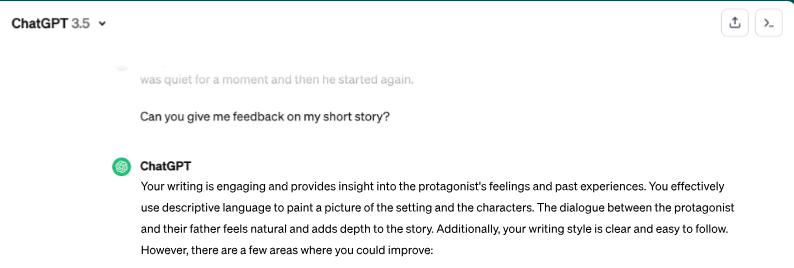 ChatGPT 3.5
was quiet for a moment and then he started again.
Can you give me feedback on my short story?
ChatGPT
Your writing is engaging and provides insight into the protagonist's feelings and past experiences. You effectively
use descriptive language to paint a picture of the setting and the characters. The dialogue between the protagonist
and their father feels natural and adds depth to the story. Additionally, your writing style is clear and easy to follow.
However, there are a few areas where you could improve: